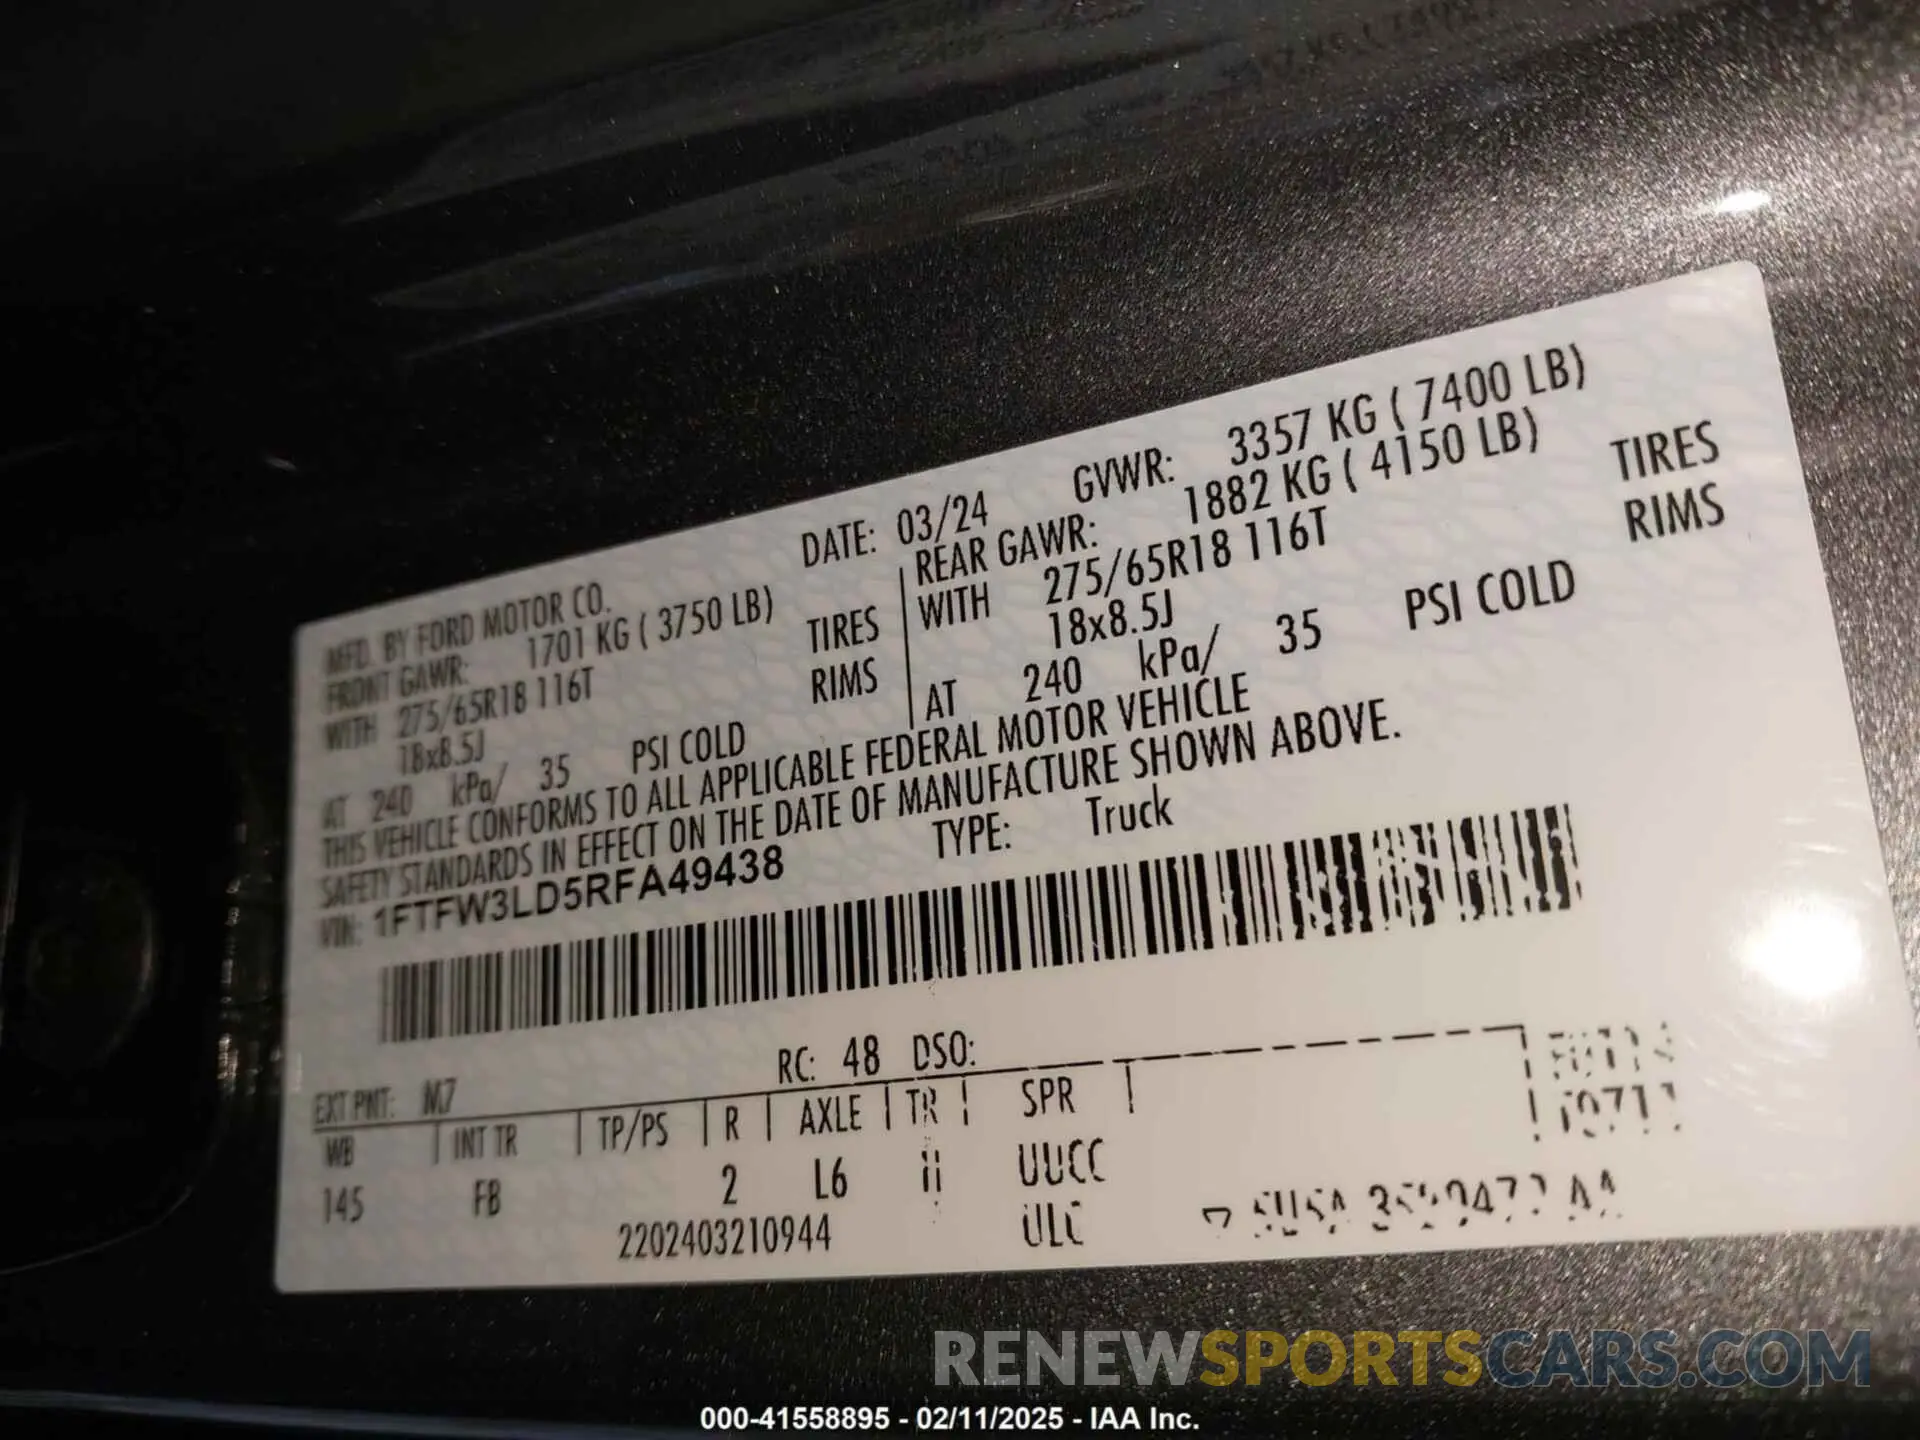 MFD. BY FORD MOTOR CO. DATE: 03/24 GVWR: 3357 KG ( 7400 LB)
FRONT GAWR: 1701 KG ( 3750 LB) REAR GAWR: 1882 KG ( 4150 LB)
WITH 275/65R18 116T TIRES WITH 275/65R18 116T TIRES
18x8.5J RIMS 18x8.5J RIMS
AT 240 kPa/ 35 PSI COLD AT 240 kPa/ 35 PSI COLD
THIS VEHICLE CONFORMS TO ALL APPLICABLE FEDERAL MOTOR VEHICLE
SAFETY STANDARDS IN EFFECT ON THE DATE OF MANUFACTURE SHOWN ABOVE.
VIN: 1FTFW3LD5RFA49438 TYPE: Truck
EXT PNT: M7 RC: 48 DSO:
WB INT TR TP/PS R AXLE TR SPR
145 FB 2 L6 UUCC
2202403210944
RENEWSPORTSCARS.COM
000-41558895 - 02/11/2025 - IAA Inc.